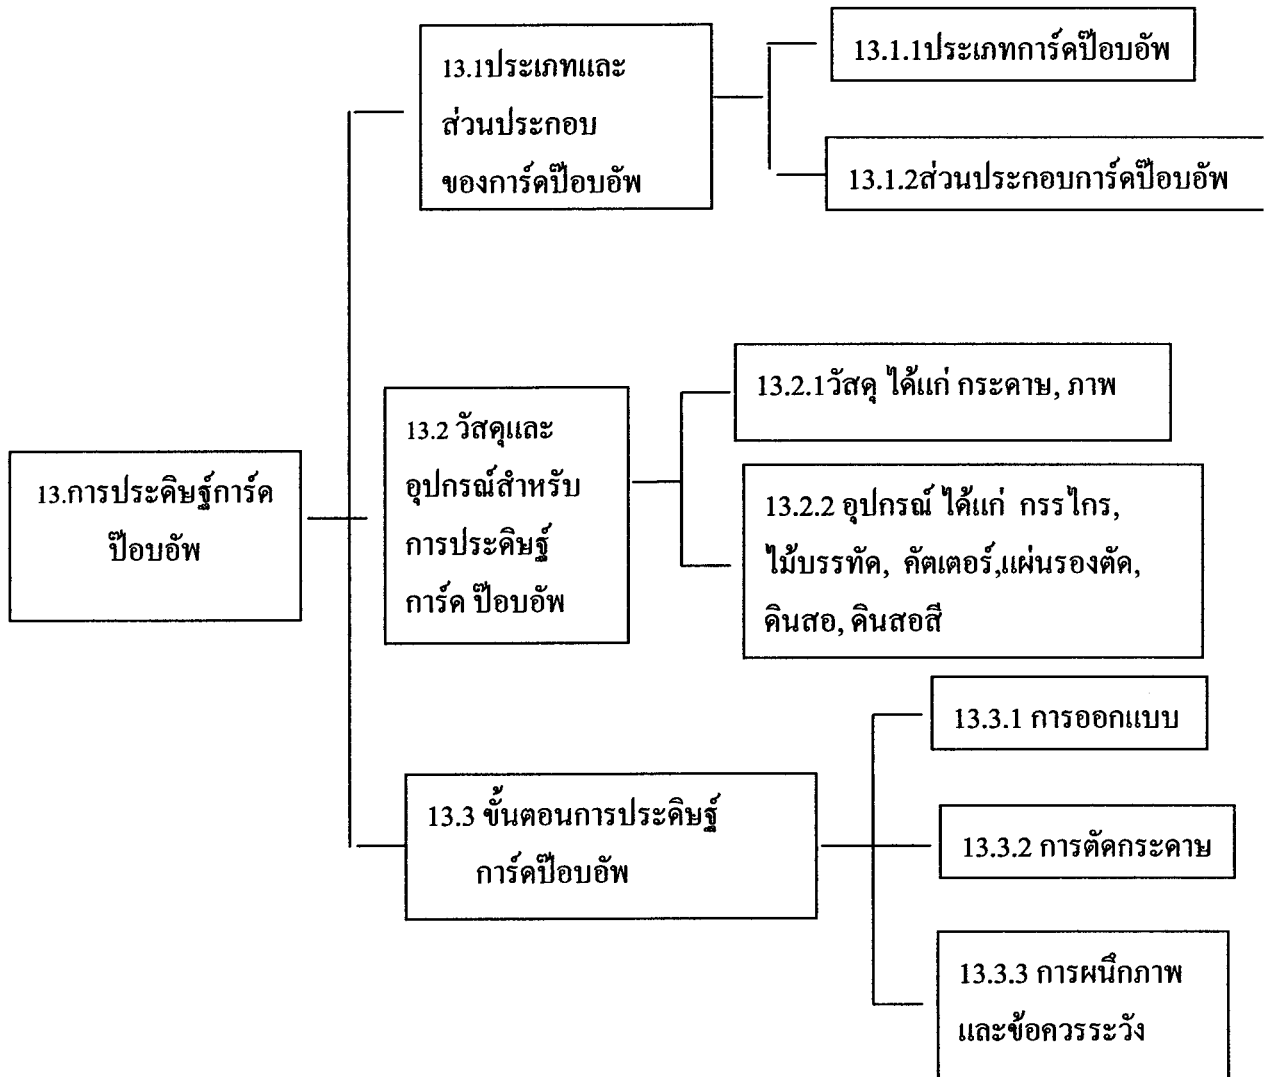 13.การประดิษฐ์การ์ด
ป๊อบอัพ
13.1ประเภทและ
ส่วนประกอบ
ของการ์ดป๊อบอัพ
13.1.1ประเภทการ์ดป๊อบอัพ
13.1.2ส่วนประกอบการ์ดป๊อบอัพ
13.2 วัสดุและ
อุปกรณ์สำหรับ
การประดิษฐ์
การ์ด ป๊อบอัพ
13.2.1วัสดุ ได้แก่ กระดาษ, ภาพ
13.2.2 อุปกรณ์ ได้แก่ กรรไกร,
ไม้บรรทัด, คัตเตอร์,แผ่นรองตัด,
ดินสอ, ดินสอสี
13.3 ขั้นตอนการประดิษฐ์
การ์ดป๊อบอัพ
13.3.1 การออกแบบ
13.3.2 การตัดกระดาษ
13.3.3 การผนึกภาพ
และข้อควรระวัง